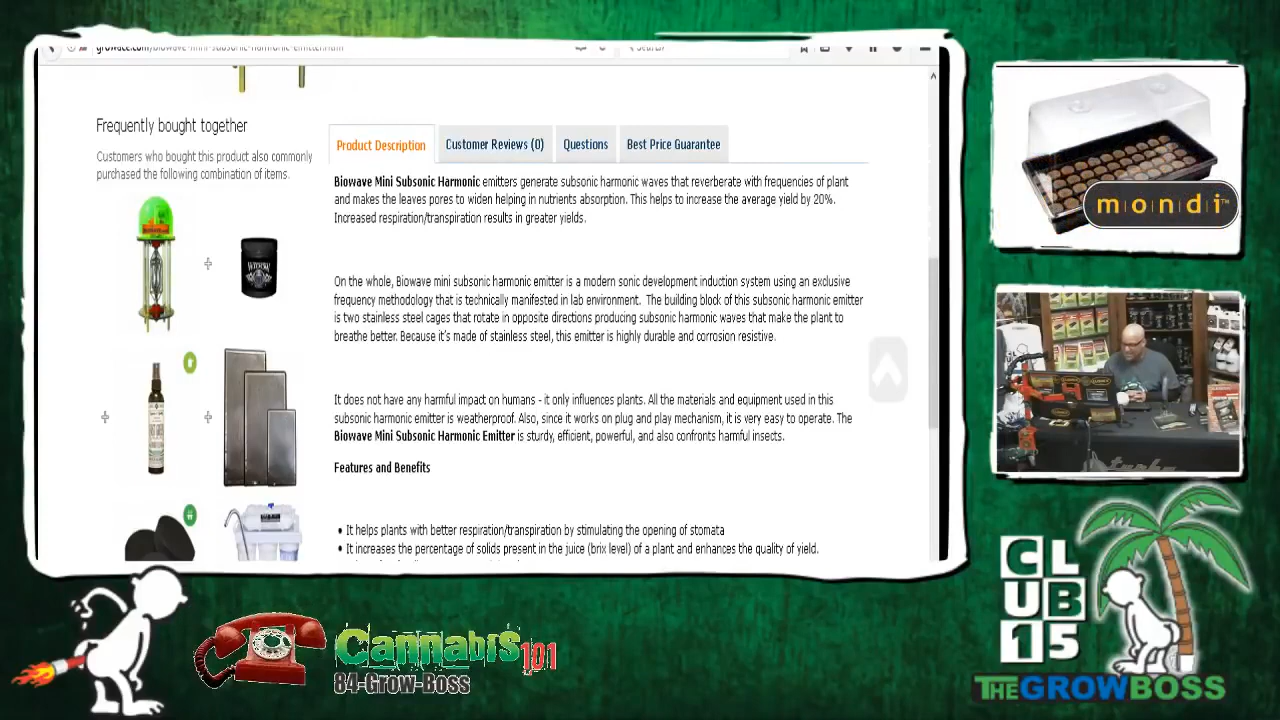 Frequently bought together
Customers who bought this product also commonly
purchased the following combination of items.
Product Description
Customer Reviews (0)
Questions
Best Price Guarantee
Biowave Mini Subsonic Harmonic emitters generate subsonic harmonic waves that reverberate with frequencies of plant
and makes the leaves pores to widen helping in nutrients absorption. This helps to increase the average yield by 20%.
Increased respiration/transpiration results in greater yields.
On the whole, Biowave mini subsonic harmonic emitter is a modern sonic development induction system using an exclusive
frequency methodology that is technically manifested in lab environment. The building block of this subsonic harmonic emitter
is two stainless steel cages that rotate in opposite directions producing subsonic harmonic waves that make the plant to
breathe better. Because it's made of stainless steel, this emitter is highly durable and corrosion resistive.
It does not have any harmful impact on humans - it only influences plants. All the materials and equipment used in this
subsonic harmonic emitter is weatherproof. Also, since it works on plug and play mechanism, it is very easy to operate. The
Biowave Mini Subsonic Harmonic Emitter is sturdy, efficient, powerful, and also confronts harmful insects.
Features and Benefits
• It helps plants with better respiration/transpiration by stimulating the opening of stomata
• It increases the percentage of solids present in the juice (brix level) of a plant and enhances the quality of yield.
mondi™
CLUB15
THEGROWBOSS
Cannabis 101
84-Grow-Boss